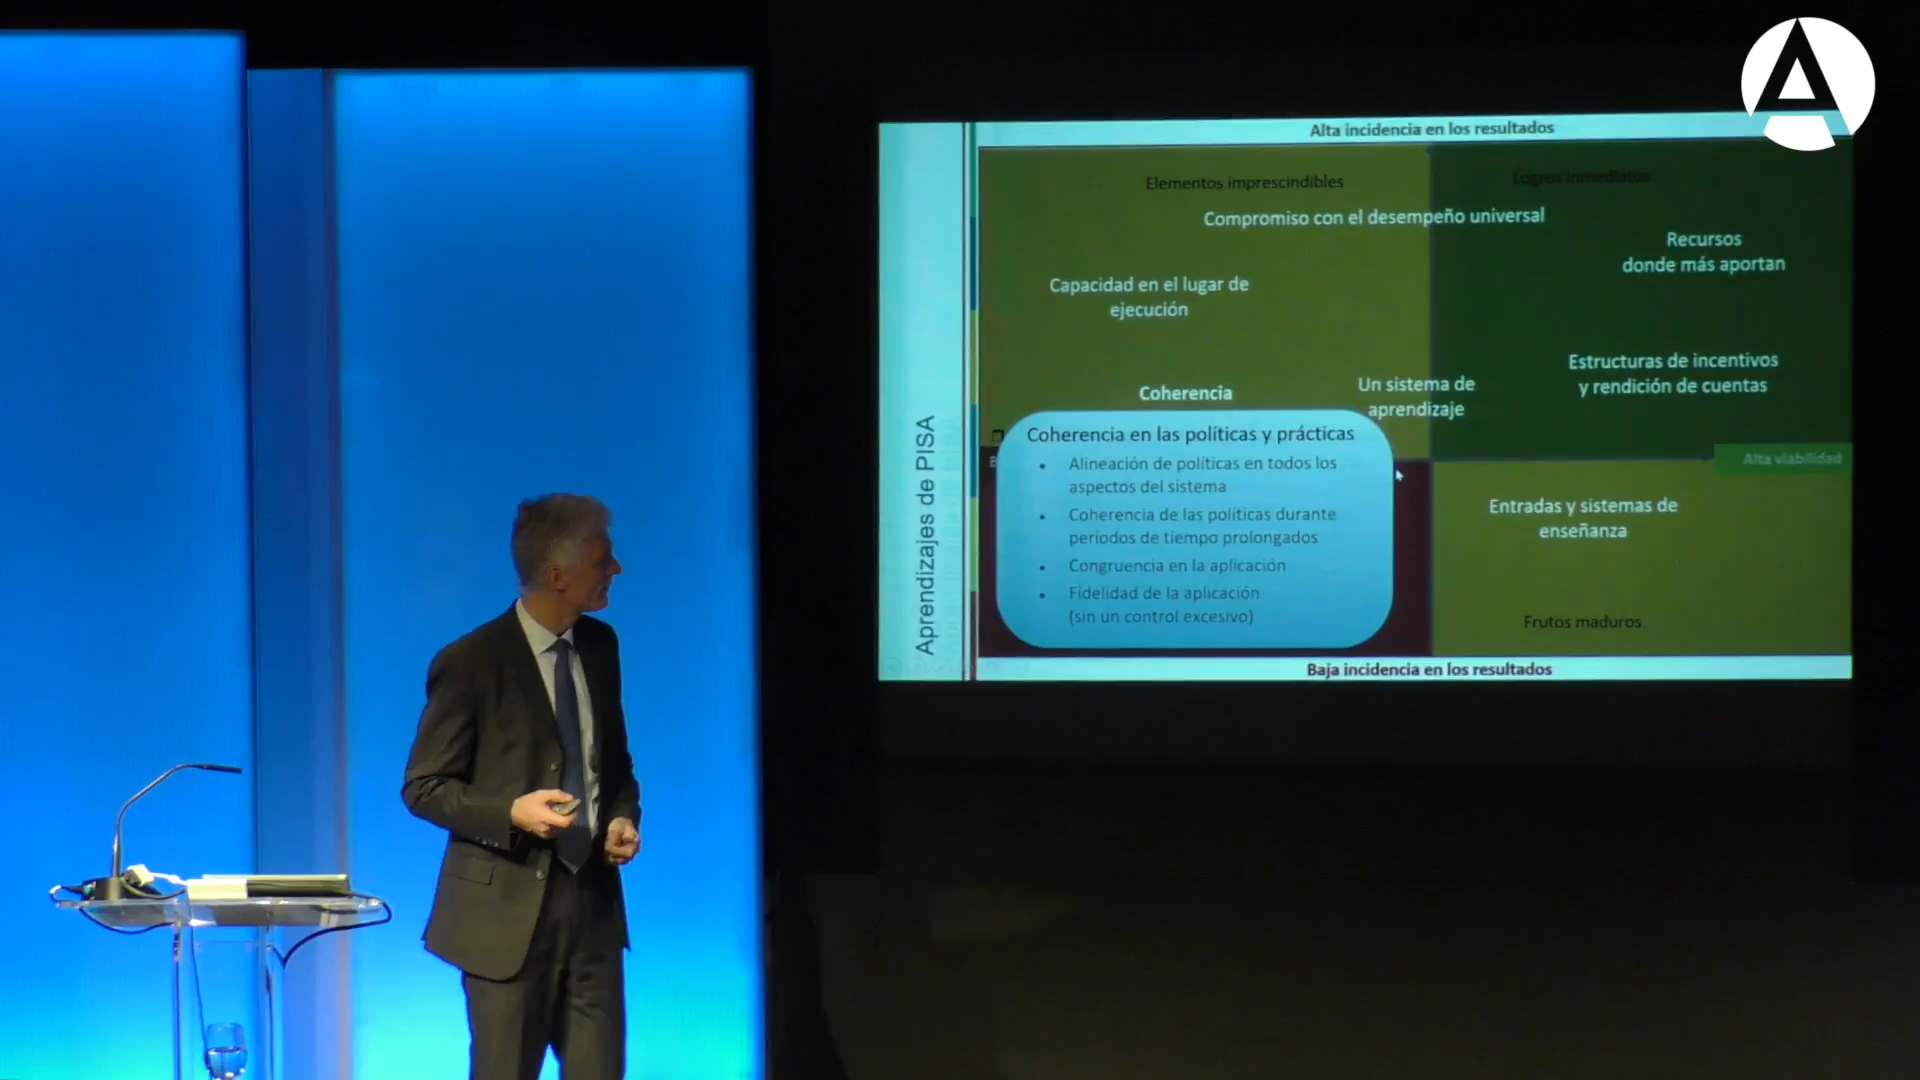 Alta incidencia en los resultados
Elementos imprescindibles
Logros inmediatos
Compromiso con el desempeño universal
Recursos
donde más aportan
Capacidad en el lugar de
ejecución
Estructuras de incentivos
y rendición de cuentas
Coherencia
Un sistema de
aprendizaje
Coherencia en las políticas y prácticas
• Alineación de políticas en todos los
aspectos del sistema
• Coherencia de las políticas durante
períodos de tiempo prolongados
• Congruencia en la aplicación
• Fidelidad de la aplicación
(sin un control excesivo)
Alta viabilidad
Entradas y sistemas de
enseñanza
Frutos maduros
Baja incidencia en los resultados
Aprendizajes de PISA